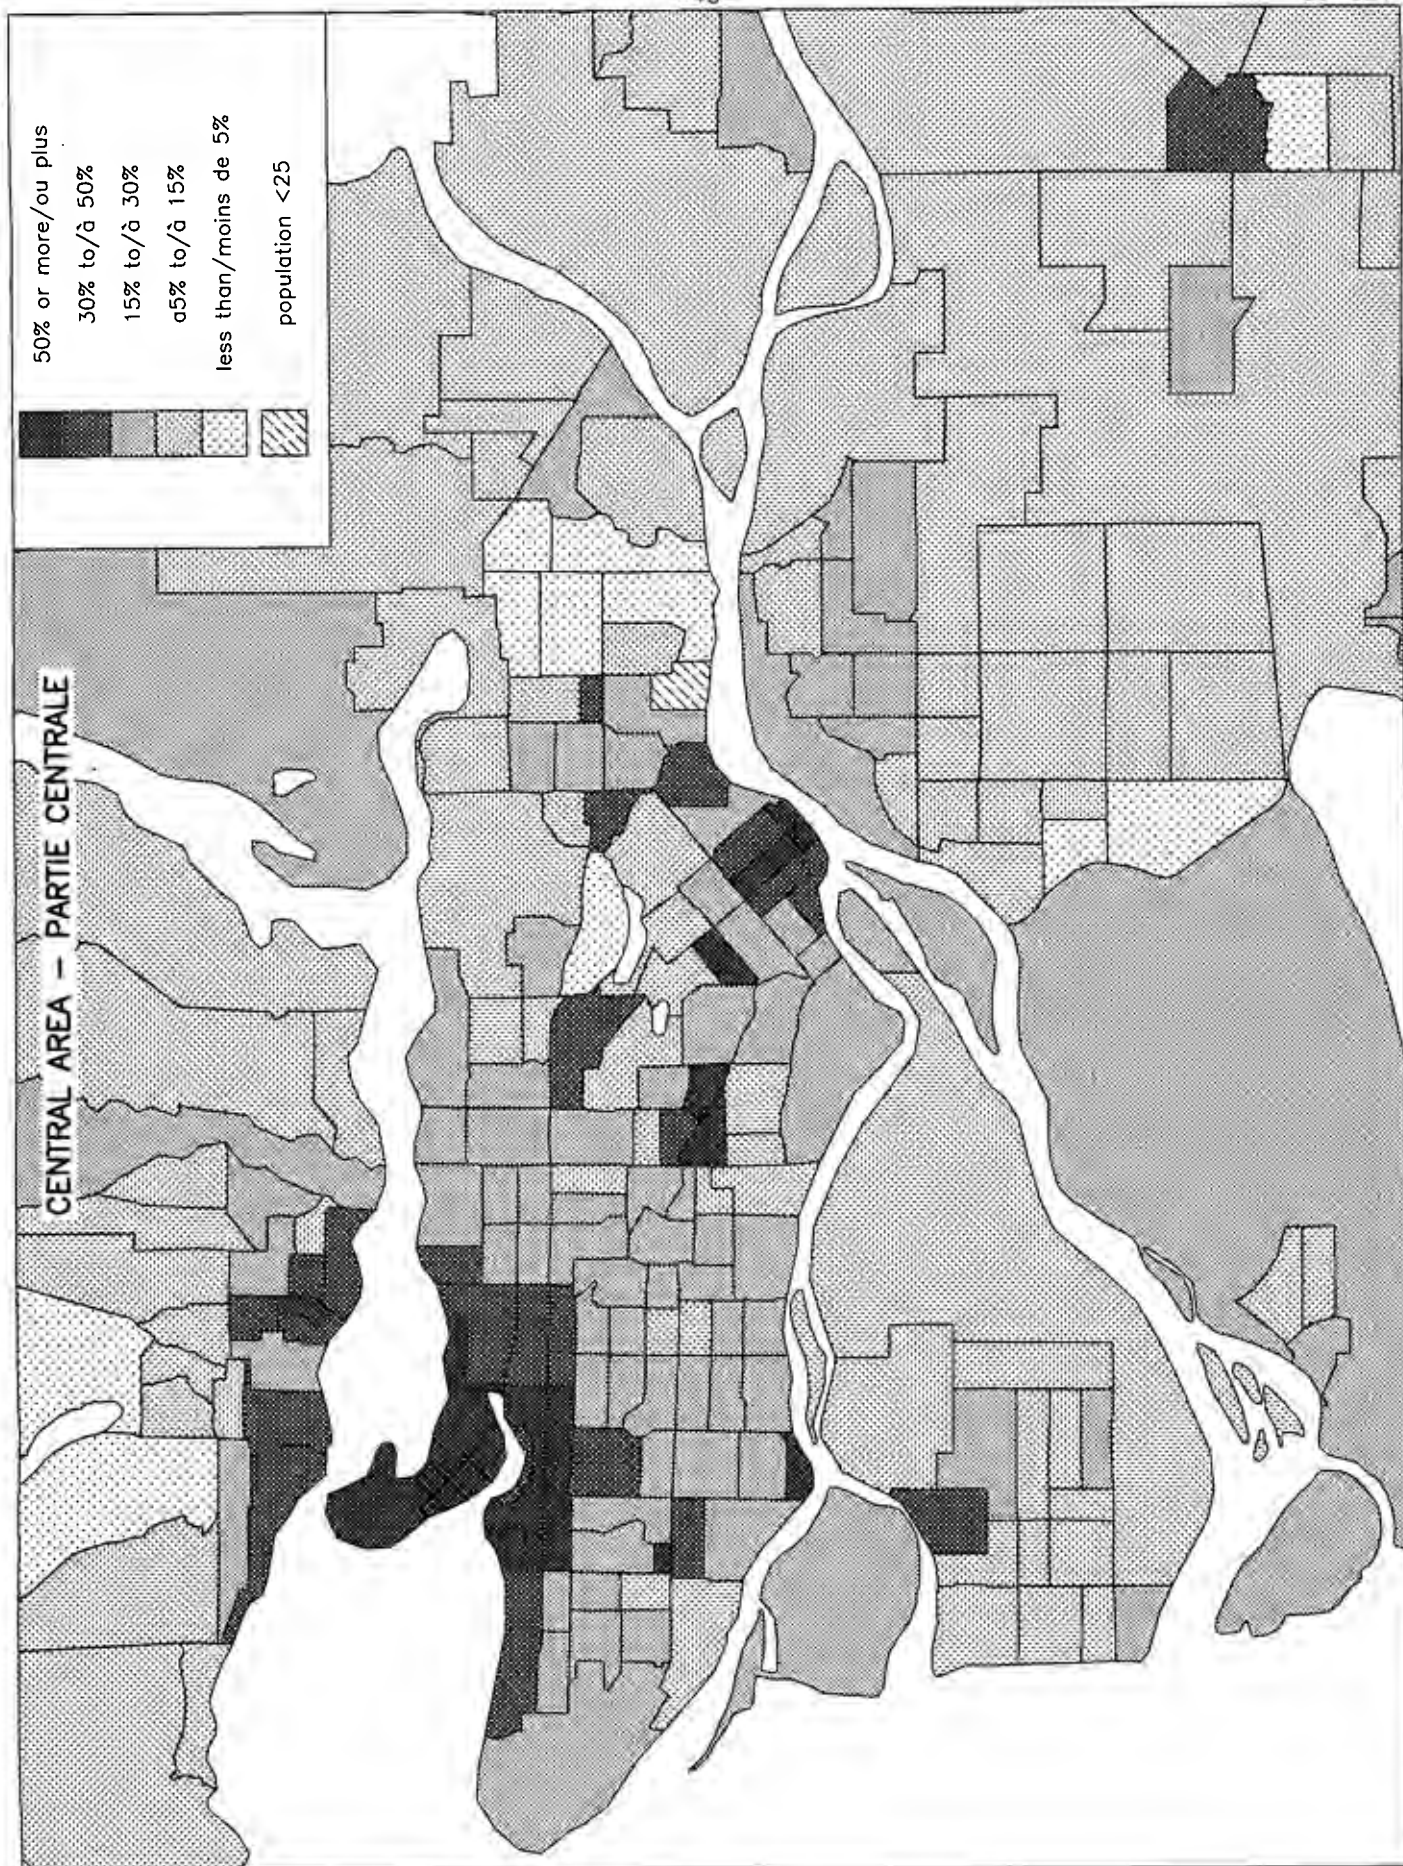 CENTRAL AREA – PARTIE CENTRALE
50% or more/ou plus
30% to/à 50%
15% to/à 30%
a5% to/à 15%
less than/moins de 5%
population <25